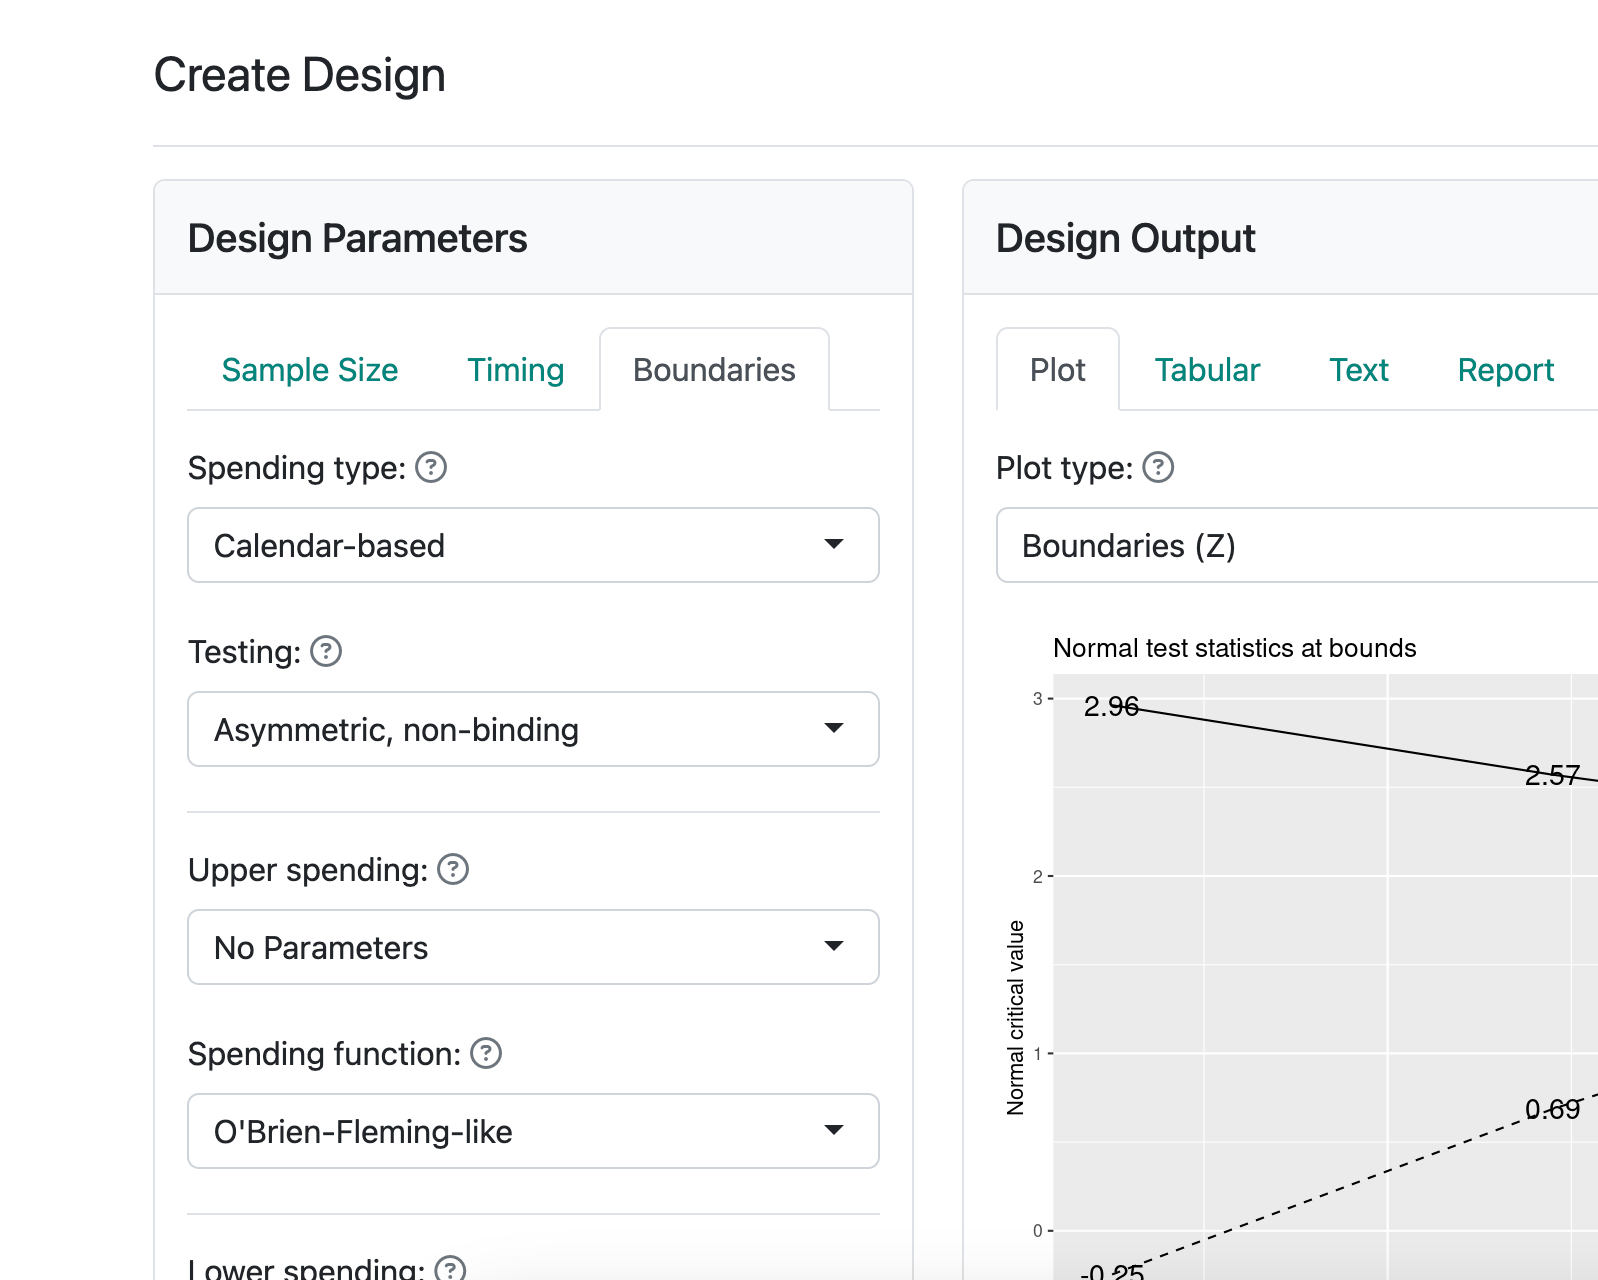 Create Design
Design Parameters
Sample Size Timing Boundaries
Spending type: ?
Calendar-based
Testing: ?
Asymmetric, non-binding
Upper spending: ?
No Parameters
Spending function: ?
O'Brien-Fleming-like
Lower spending: ?
Design Output
Plot Tabular Text Report
Plot type: ?
Boundaries (Z)
Normal test statistics at bounds
3
2.96
2.57
2
Normal critical value
1
0.69
0
-0.25